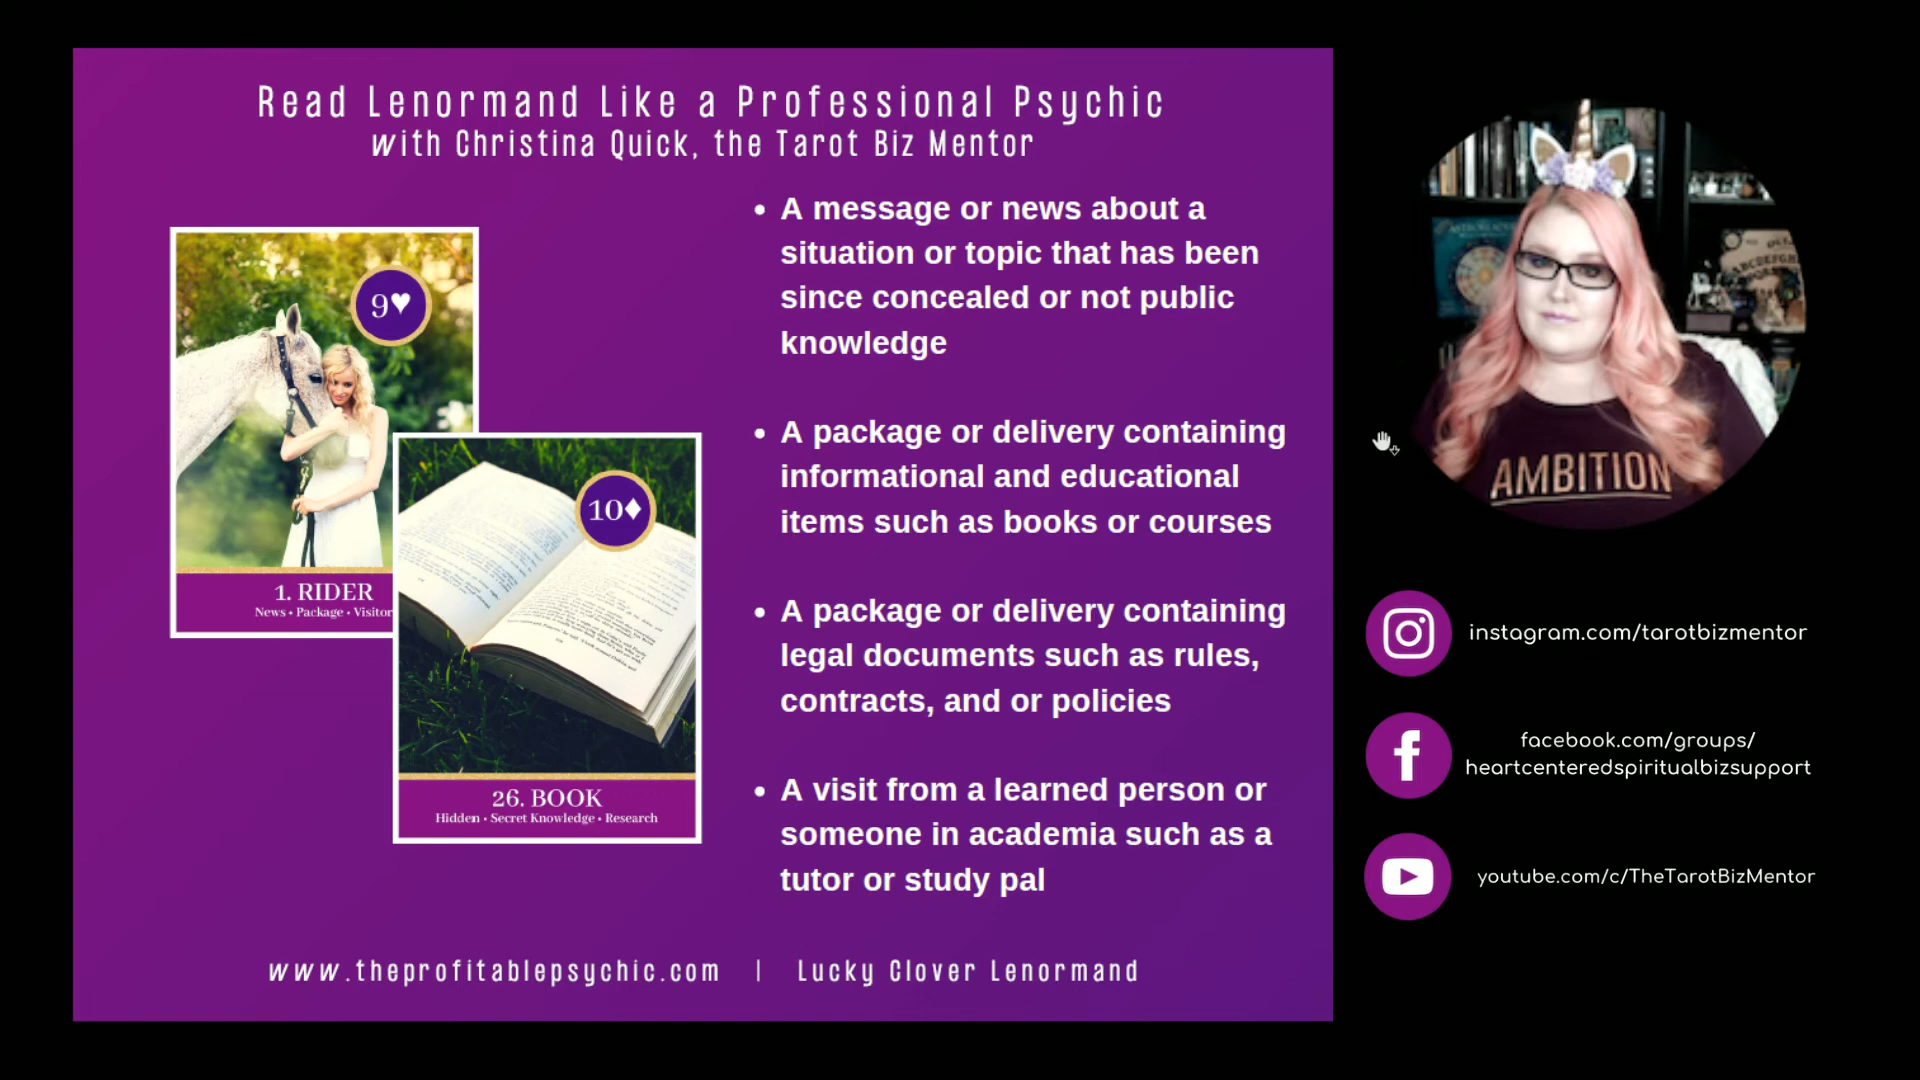 Read Lenormand Like a Professional Psychic
with Christina Quick, the Tarot Biz Mentor
9♥
1. RIDER
News • Package • Visitor
10♦
26. BOOK
Hidden • Secret Knowledge • Research
• A message or news about a
situation or topic that has been
since concealed or not public
knowledge
• A package or delivery containing
informational and educational
items such as books or courses
• A package or delivery containing
legal documents such as rules,
contracts, and or policies
• A visit from a learned person or
someone in academia such as a
tutor or study pal
www.theprofitablepsychic.com | Lucky Clover Lenormand
AMBITION
instagram.com/tarotbizmentor
facebook.com/groups/
heartcenteredspiritualbizsupport
youtube.com/c/TheTarotBizMentor